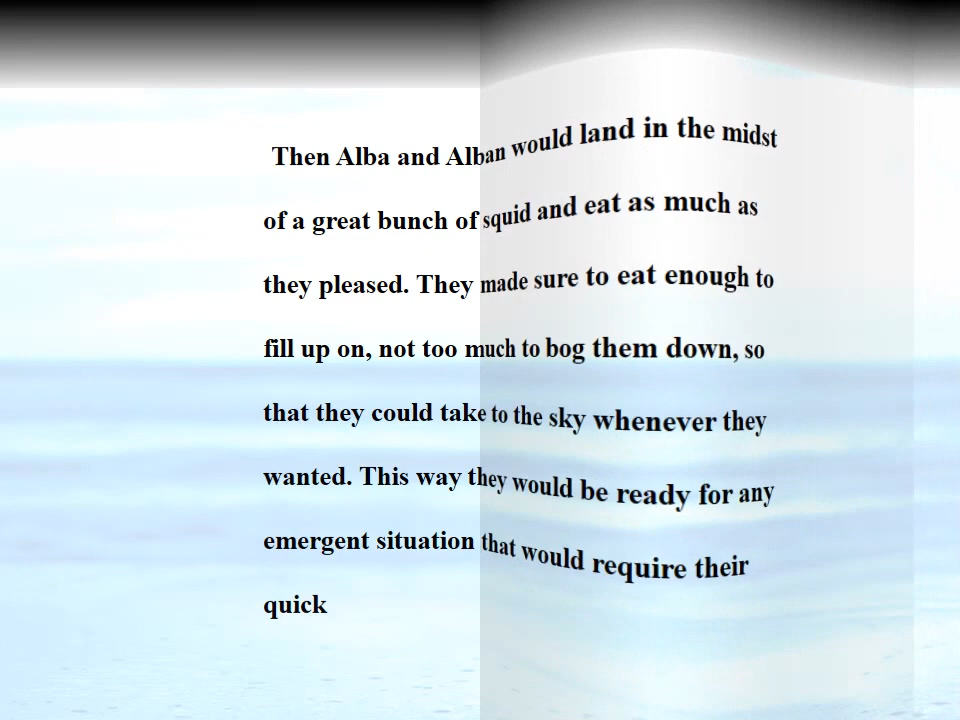 Then Alba and Alban would land in the midst
of a great bunch of squid and eat as much as
they pleased. They made sure to eat enough to
fill up on, not too much to bog them down, so
that they could take to the sky whenever they
wanted. This way they would be ready for any
emergent situation that would require their
quick